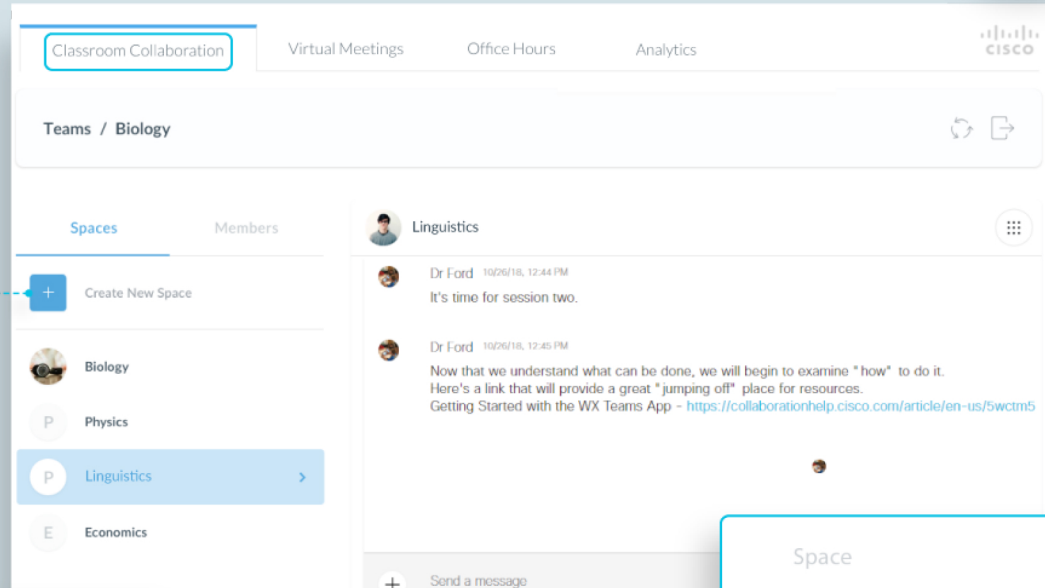 Classroom Collaboration Virtual Meetings Office Hours Analytics
CISCO
Teams / Biology
Spaces Members
Linguistics
+ Create New Space
Dr Ford 10/26/18, 12:44 PM
It's time for session two.
Biology
Dr Ford 10/26/18, 12:45 PM
Now that we understand what can be done, we will begin to examine "how" to do it.
Here's a link that will provide a great "jumping off" place for resources.
Getting Started with the WX Teams App - https://collaborationhelp.cisco.com/article/en-us/5wctm5
P Physics
P Linguistics
E Economics
+ Send a message
Space